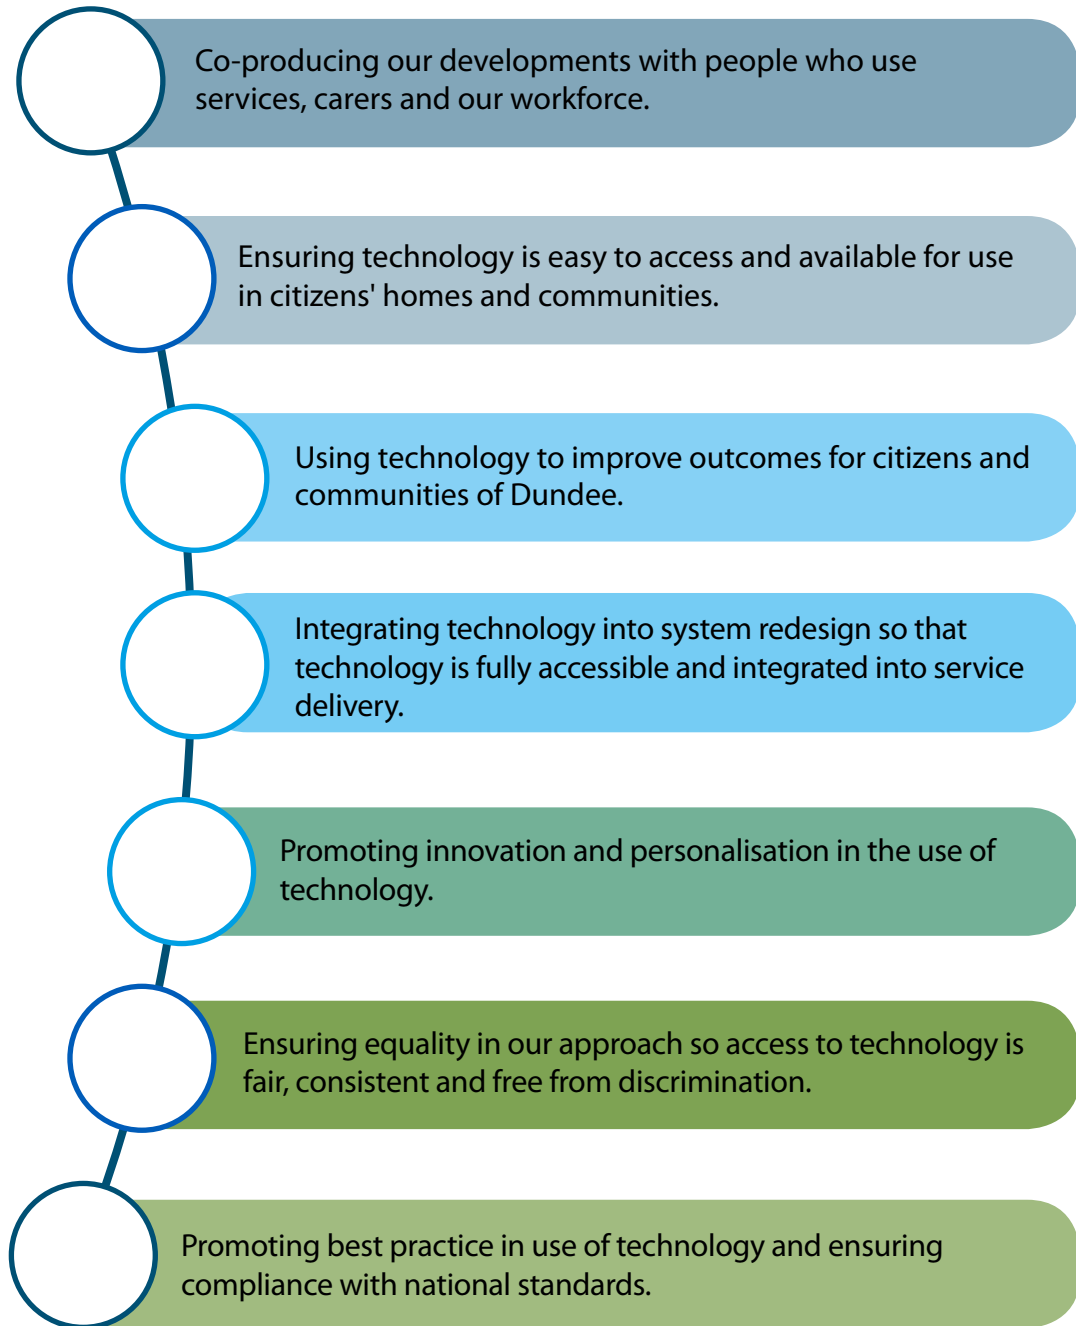 Co-producing our developments with people who use
services, carers and our workforce.
Ensuring technology is easy to access and available for use
in citizens' homes and communities.
Using technology to improve outcomes for citizens and
communities of Dundee.
Integrating technology into system redesign so that
technology is fully accessible and integrated into service
delivery.
Promoting innovation and personalisation in the use of
technology.
Ensuring equality in our approach so access to technology is
fair, consistent and free from discrimination.
Promoting best practice in use of technology and ensuring
compliance with national standards.